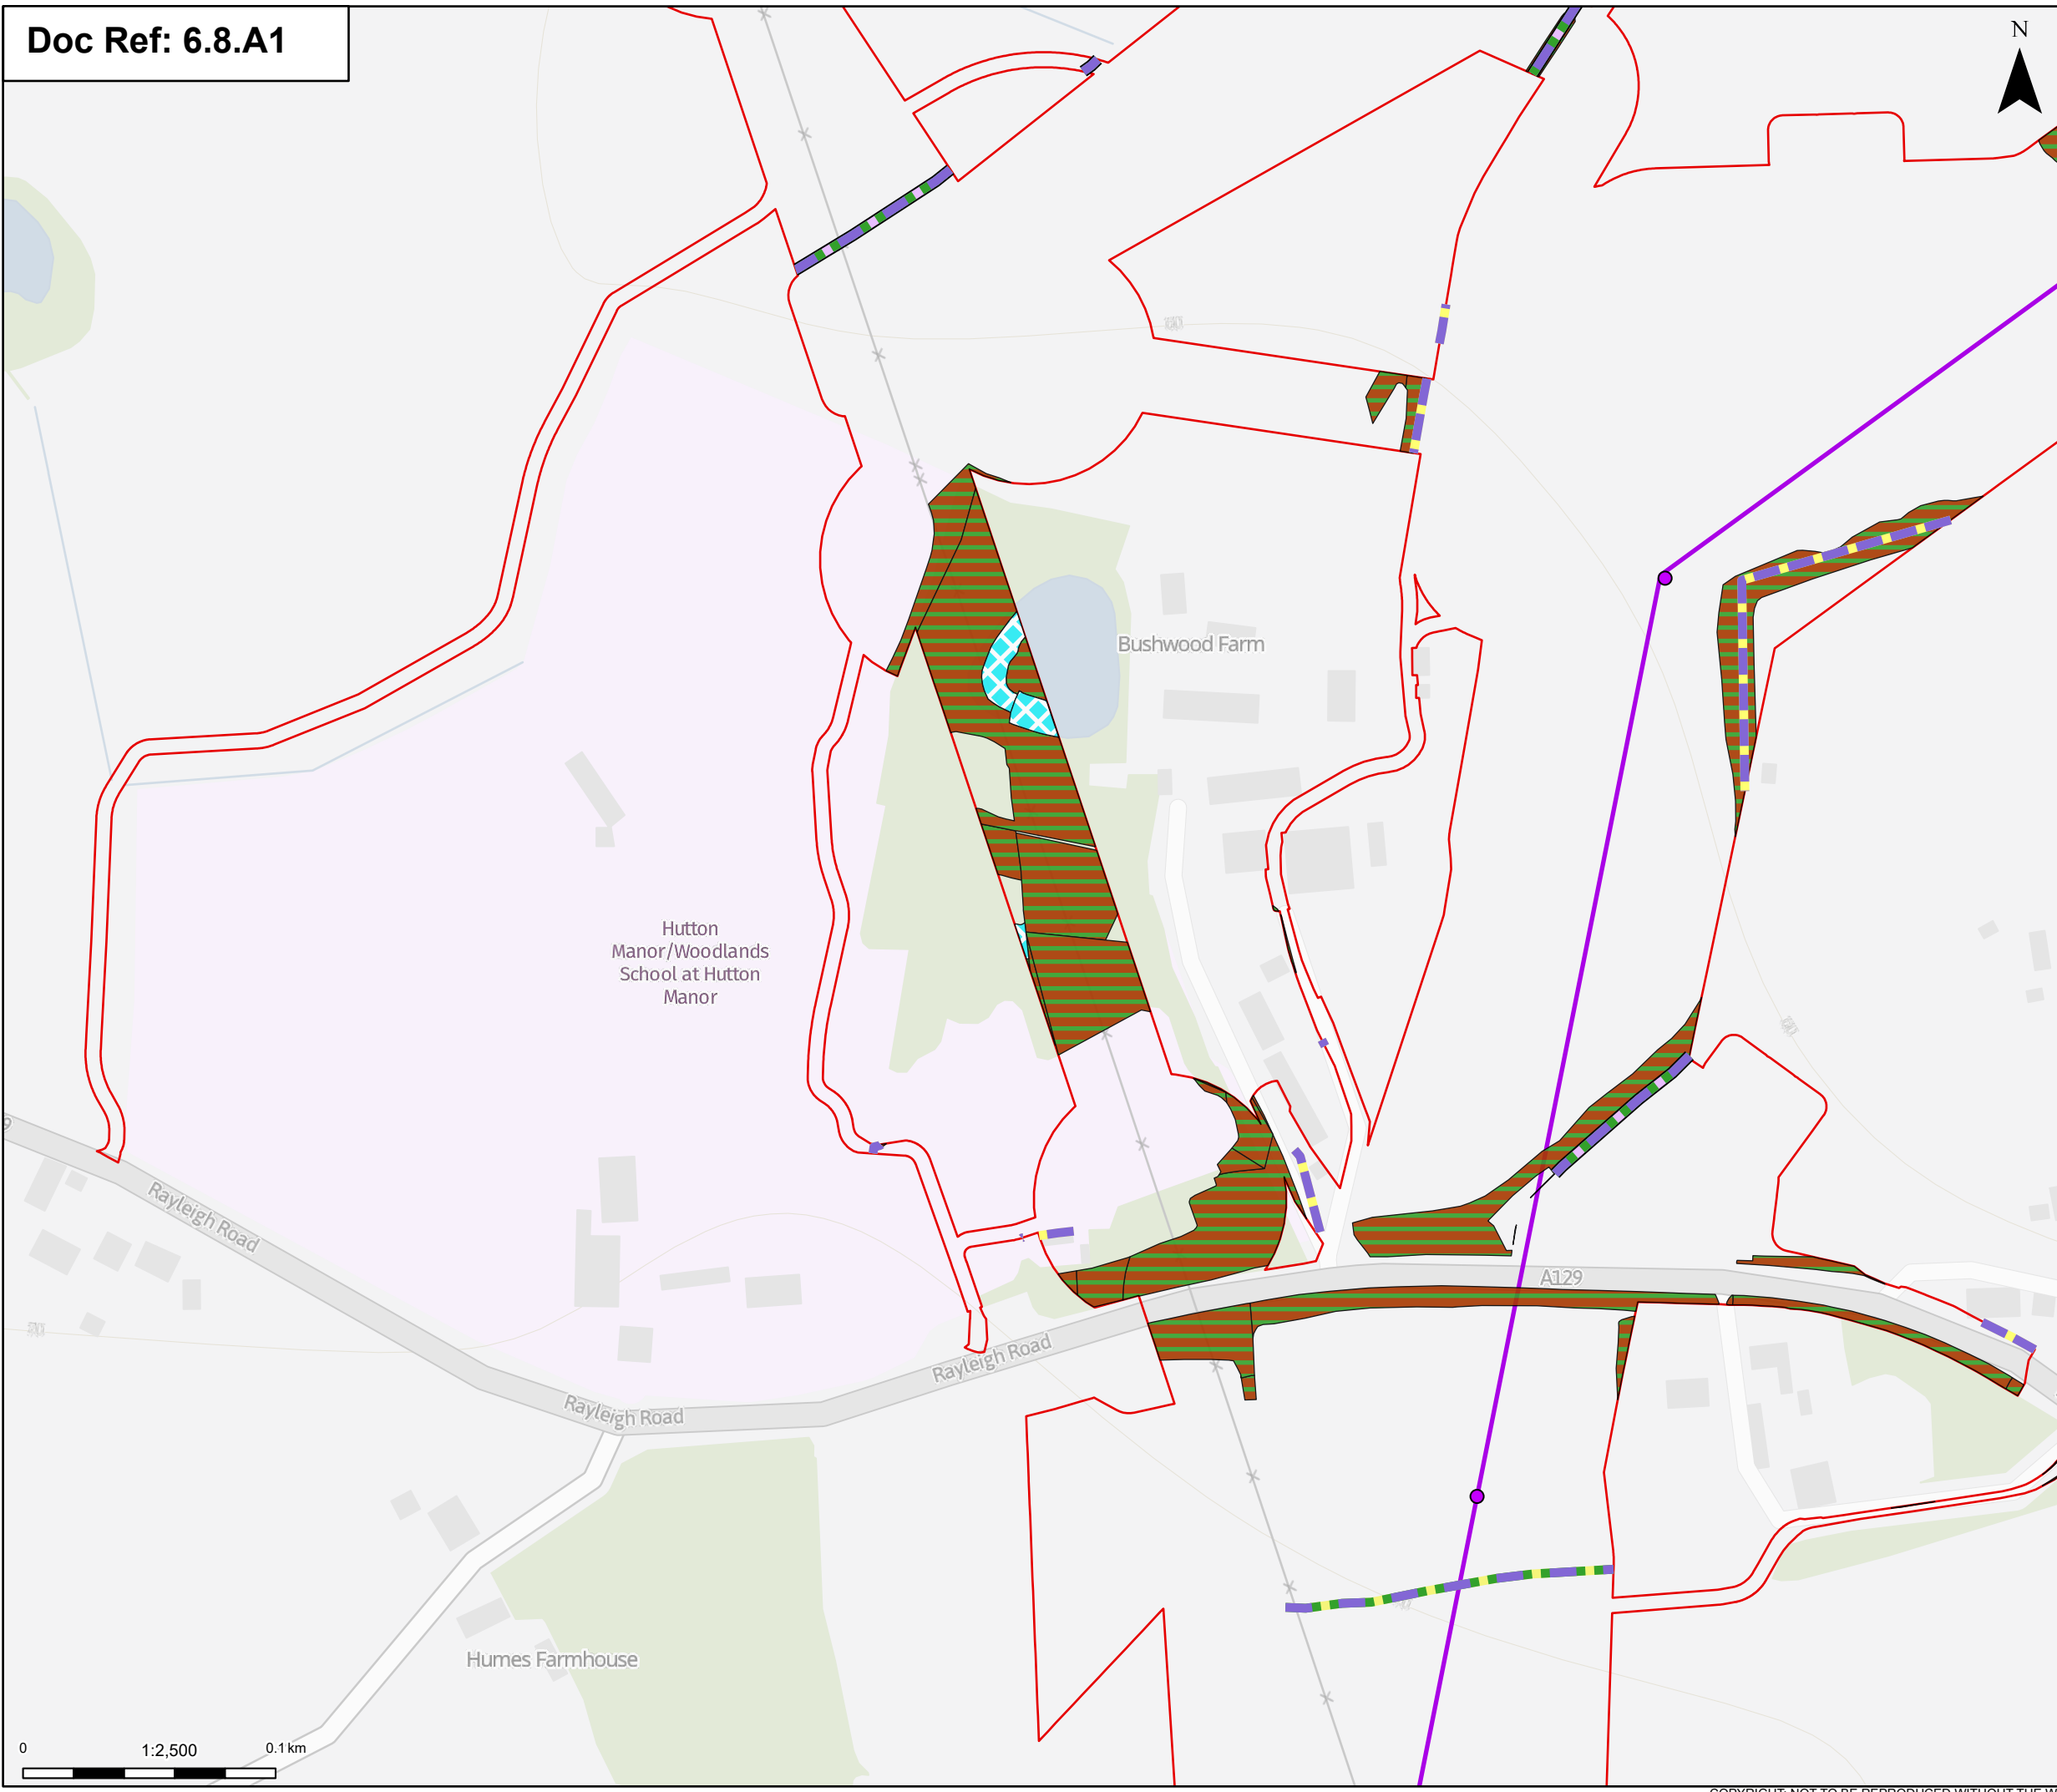 Doc Ref: 6.8.A1
N
Bushwood Farm
Hutton
Manor/Woodlands
School at Hutton
Manor
Rayleigh Road
A129
Rayleigh Road
Rayleigh Road
Humes Farmhouse
0
1:2,500
0.1 km